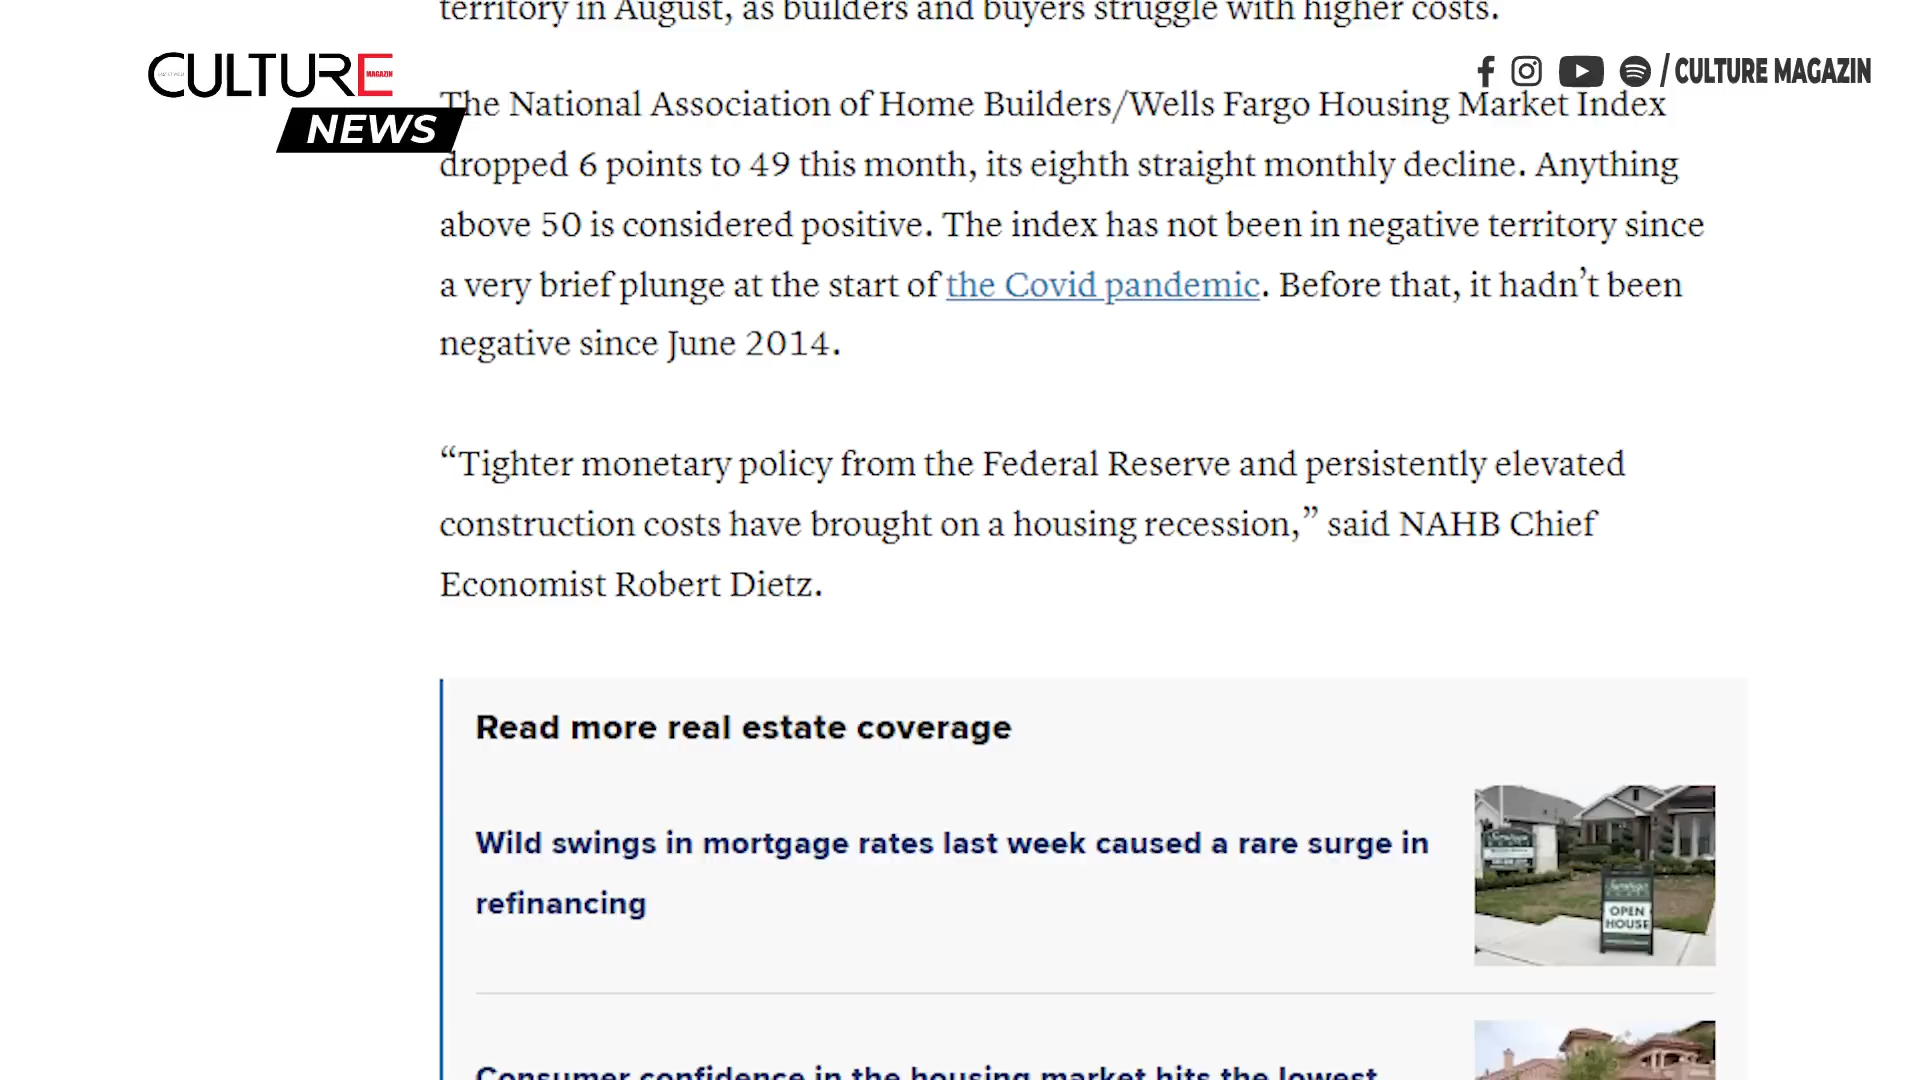 territory in August, as builders and buyers struggle with higher costs.
CULTURE
MAGAZIN
NEWS
/ CULTURE MAGAZIN
The National Association of Home Builders/Wells Fargo Housing Market Index
dropped 6 points to 49 this month, its eighth straight monthly decline. Anything
above 50 is considered positive. The index has not been in negative territory since
a very brief plunge at the start of the Covid pandemic. Before that, it hadn’t been
negative since June 2014.
“Tighter monetary policy from the Federal Reserve and persistently elevated
construction costs have brought on a housing recession,” said NAHB Chief
Economist Robert Dietz.
Read more real estate coverage
Wild swings in mortgage rates last week caused a rare surge in
refinancing
OPEN
HOUSE
Consumer confidence in the housing market hits the lowest